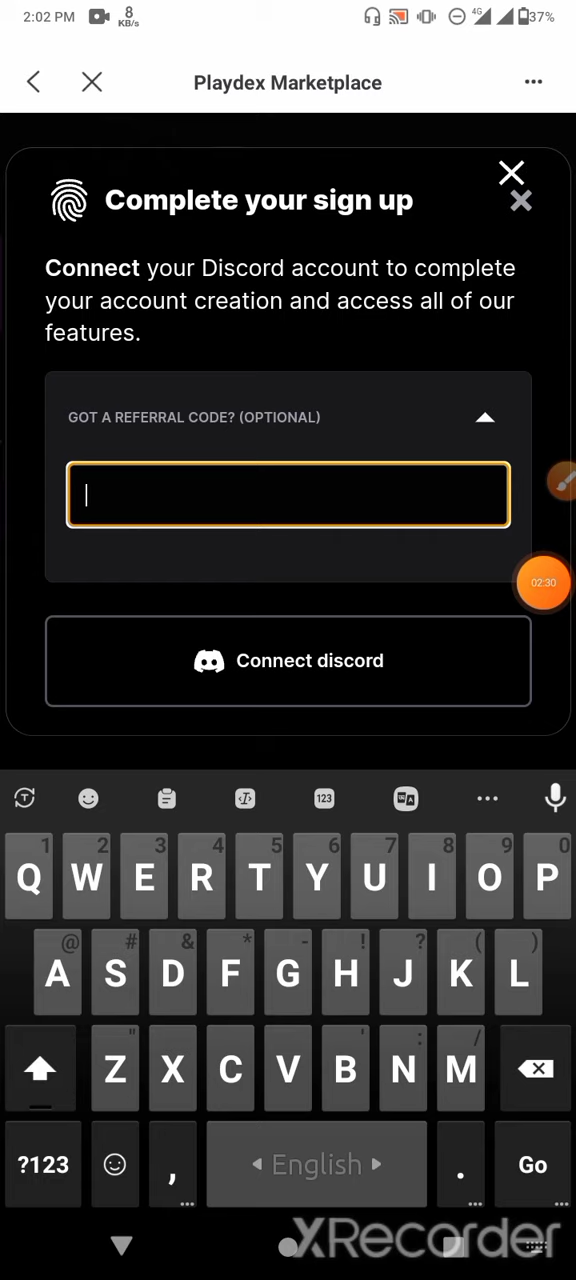 2:02 PM 8 KB/s 4G 37%
Playdex Marketplace
Complete your sign up
Connect your Discord account to complete
your account creation and access all of our
features.
GOT A REFERRAL CODE? (OPTIONAL)
02:30
Connect discord
123
1 2 3 4 5 6 7 8 9 0
Q W E R T Y U I O P
@ # & * - ! ? ( )
A S D F G H J K L
" ' : /
Z X C V B N M
?123 , English . Go
XRecorder